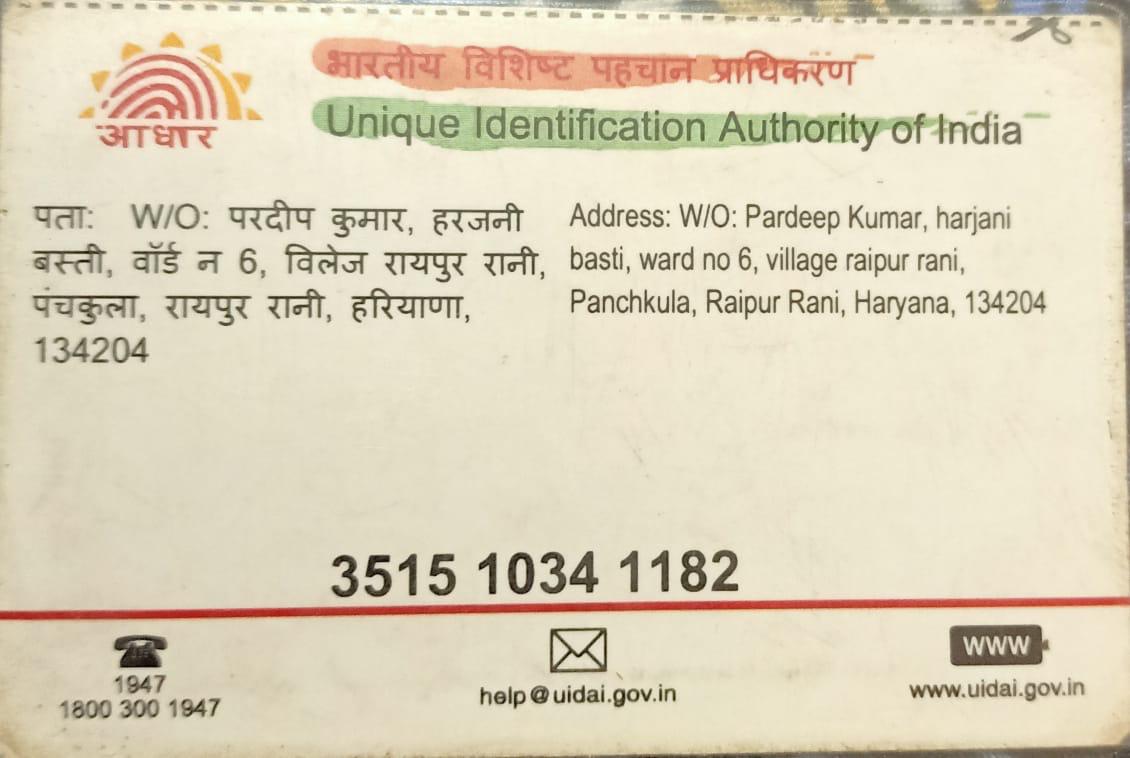 भारतीय विशिष्ट पहचान प्राधिकरण
Unique Identification Authority of India
आधार
पता: W/O: परदीप कुमार, हरजनी
बस्ती, वॉर्ड न 6, विलेज रायपुर रानी,
पंचकुला, रायपुर रानी, हरियाणा,
134204
Address: W/O: Pardeep Kumar, harjani
basti, ward no 6, village raipur rani,
Panchkula, Raipur Rani, Haryana, 134204
3515 1034 1182
1947
1800 300 1947
help@uidai.gov.in
www
www.uidai.gov.in